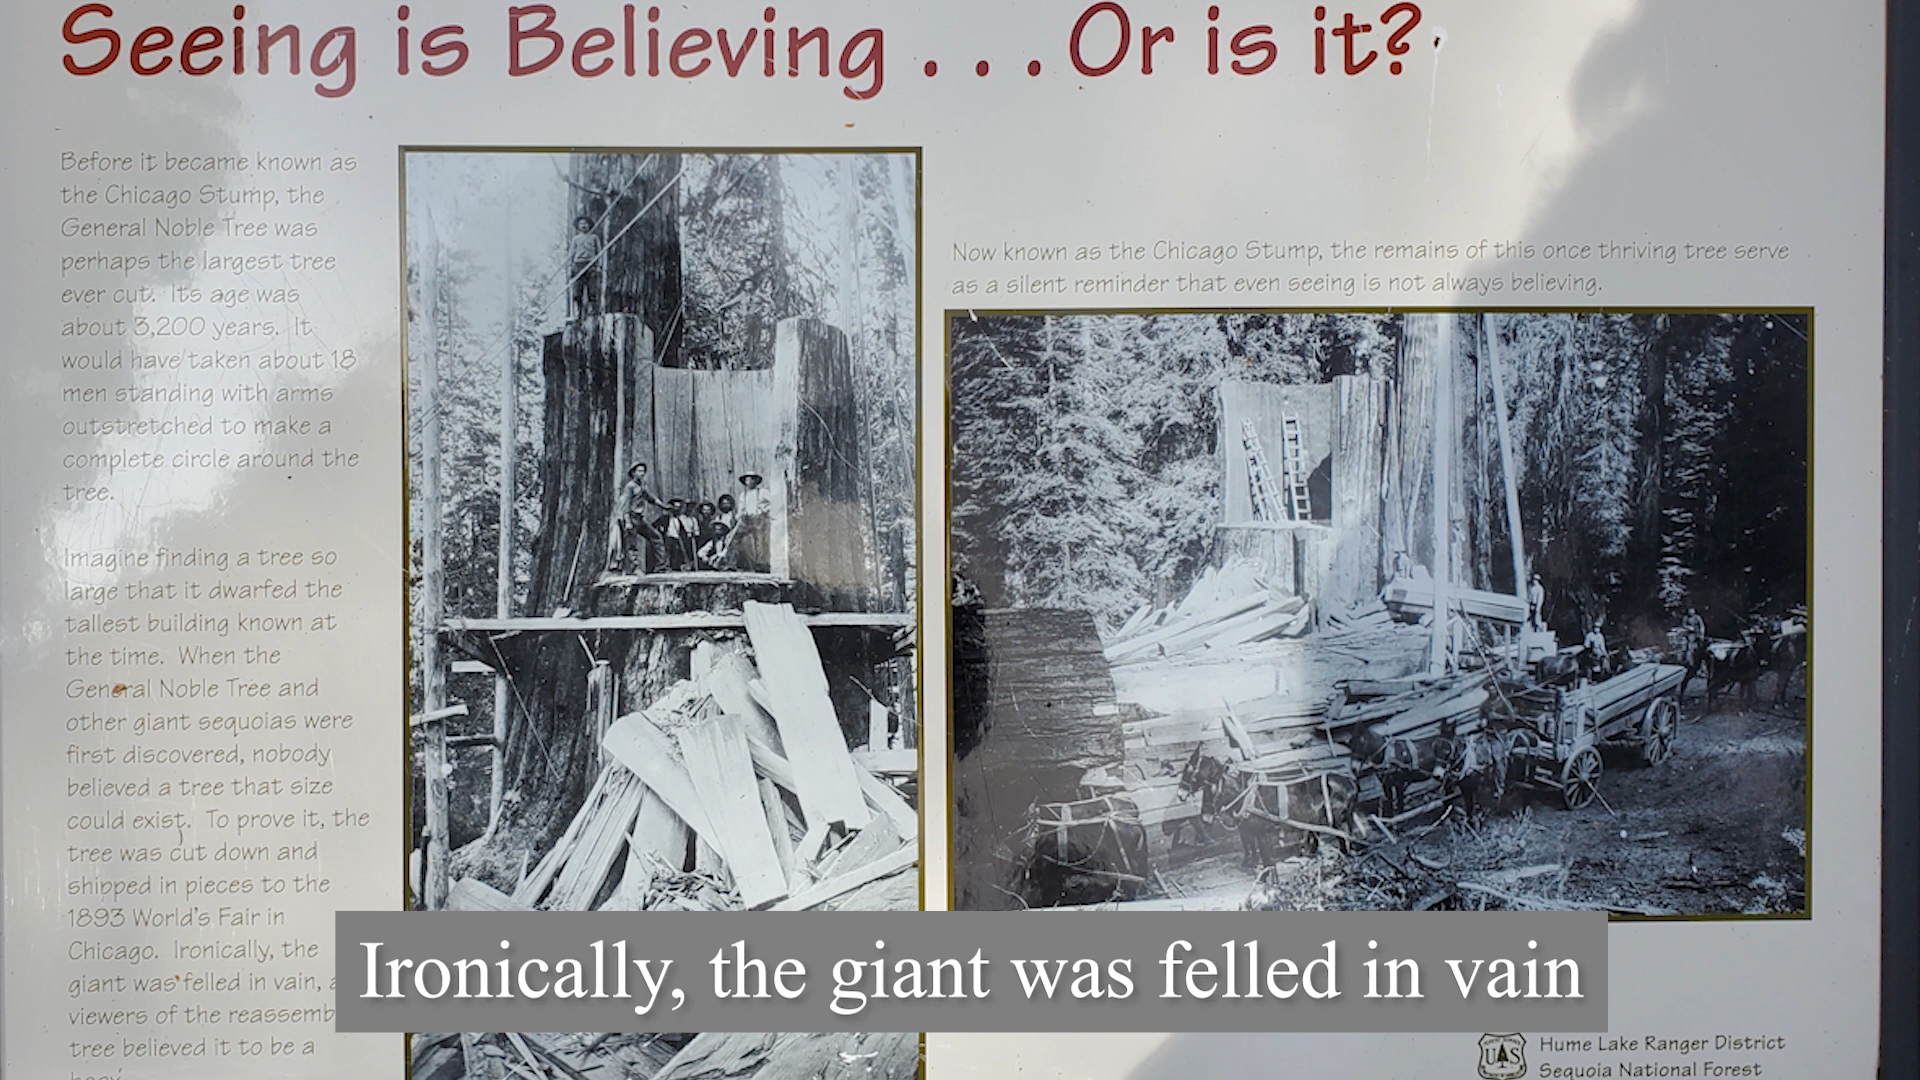 Seeing is Believing . . . Or is it?
Before it became known as
the Chicago Stump, the
General Noble Tree was
perhaps the largest tree
ever cut. Its age was
about 3,200 years. It
would have taken about 18
men standing with arms
outstretched to make a
complete circle around the
tree.
Imagine finding a tree so
large that it dwarfed the
tallest building known at
the time. When the
General Noble Tree and
other giant sequoias were
first discovered, nobody
believed a tree that size
could exist. To prove it, the
tree was cut down and
shipped in pieces to the
1893 World's Fair in
Chicago. Ironically, the
giant was felled in vain,
viewers of the
tree believed it to be a
Now known as the Chicago Stump, the remains of this once thriving tree serve
as a silent reminder that even seeing is not always believing.
Ironically, the giant was felled in vain
UAS
Hume Lake Ranger District
Sequoia National Forest